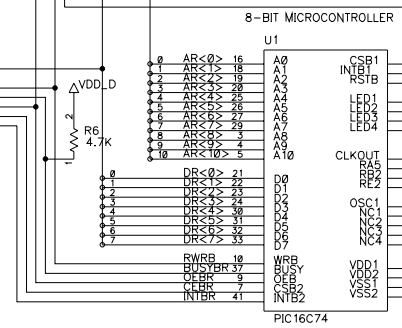 8-BIT MICROCONTROLLER
U1
0 AR<0> 16 A0 CSB1
1 AR<1> 18 A1 INTB1
2 AR<2> 19 A2 RSTB
3 AR<3> 20 A3
4 AR<4> 25 A4 LED1
5 AR<5> 26 A5 LED2
6 AR<6> 27 A6 LED3
7 AR<7> 29 A7 LED4
8 AR<8> 3 A8
9 AR<9> 4 A9
10 AR<10> 5 A10 CLKOUT
VDD_D
2
R6
4.7K
1
RA5
0 DR<0> 21 D0 RB2
1 DR<1> 22 D1 RE2
2 DR<2> 23 D2
3 DR<3> 24 D3 OSC1
4 DR<4> 30 D4 NC1
5 DR<5> 31 D5 NC2
6 DR<6> 32 D6 NC3
7 DR<7> 33 D7 NC4
RWRB 10 WRB VDD1
BUSYBR 37 BUSY VDD2
OEBR 9 OEB VSS1
CEBR 7 CSB2 VSS2
INTBR 41 INTB2
PIC16C74